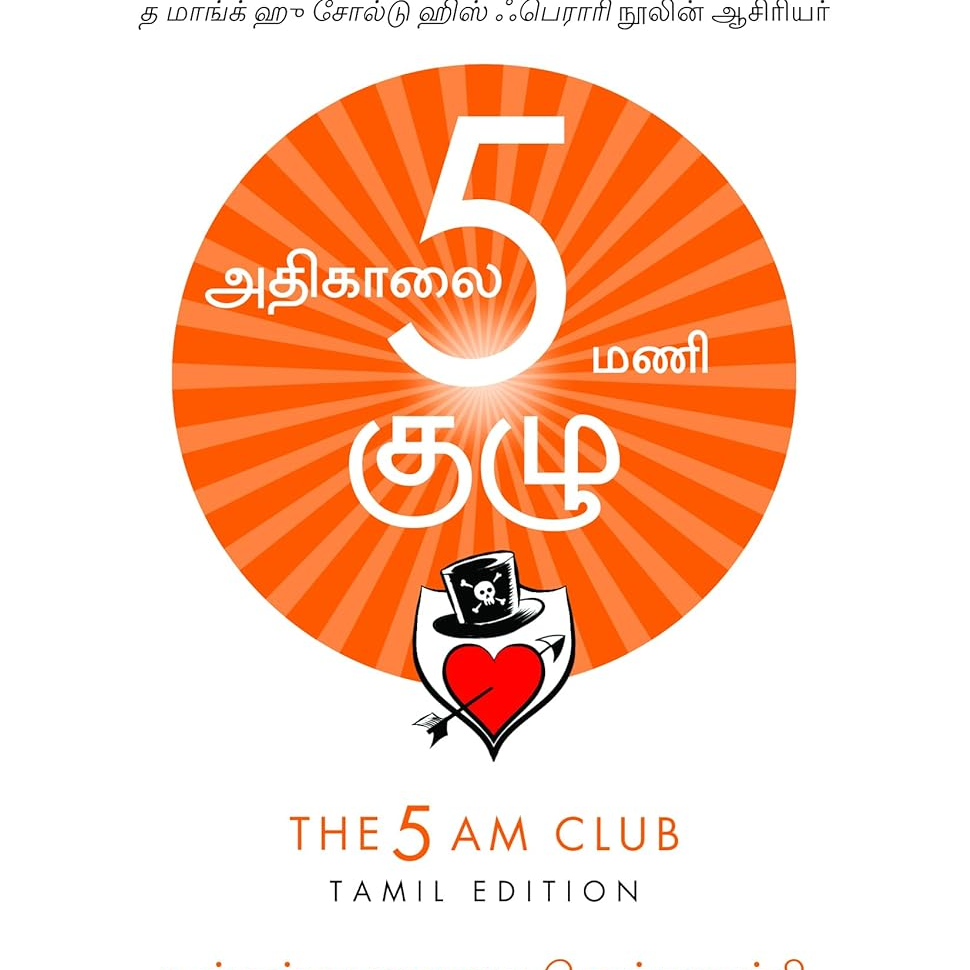 த மாங்க் ஹு சோல்டு ஹிஸ் ஃபெராரி நூலின் ஆசிரியர்
அதிகாலை 5 மணி
குழு
THE 5 AM CLUB
TAMIL EDITION